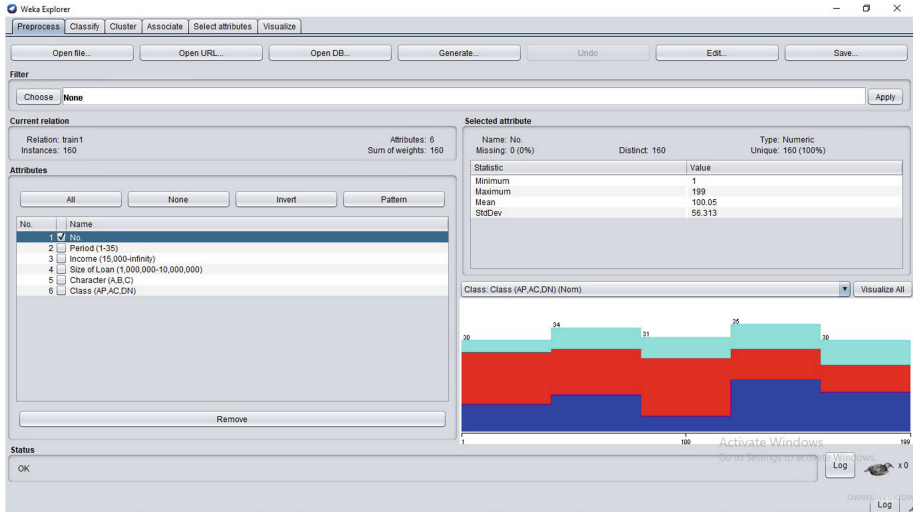 Weka Explorer
Preprocess Classify Cluster Associate Select attributes Visualize
Open file... Open URL... Open DB... Generate... Undo Edit... Save...
Filter
Choose None Apply
Current relation
Relation: train1 Attributes: 6
Instances: 160 Sum of weights: 160
Selected attribute
Name: No. Type: Numeric
Missing: 0 (0%) Distinct: 160 Unique: 160 (100%)
Statistic Value
Minimum 1
Maximum 199
Mean 100.05
StdDev 56.313
Attributes
All None Invert Pattern
No. Name
1 No.
2 Period (1-35)
3 Income (15,000-infinity)
4 Size of Loan (1,000,000-10,000,000)
5 Character (A,B,C)
6 Class (AP,AC,DN)
Remove
Class: Class (AP,AC,DN) (Nom) Visualize All
30 34 31 35 30
1 100 199
Activate Windows
Go to Settings to activate Windows.
Status
OK
Log x 0
Log